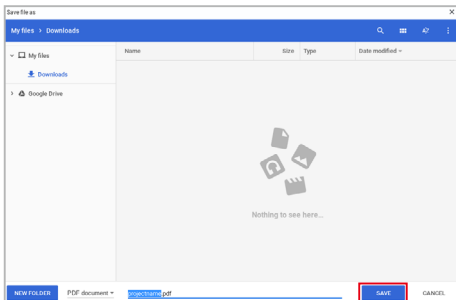 Save file as
My files > Downloads
Name Size Type Date modified
My files
Downloads
Google Drive
Nothing to see here...
NEW FOLDER PDF document projectname.pdf SAVE CANCEL